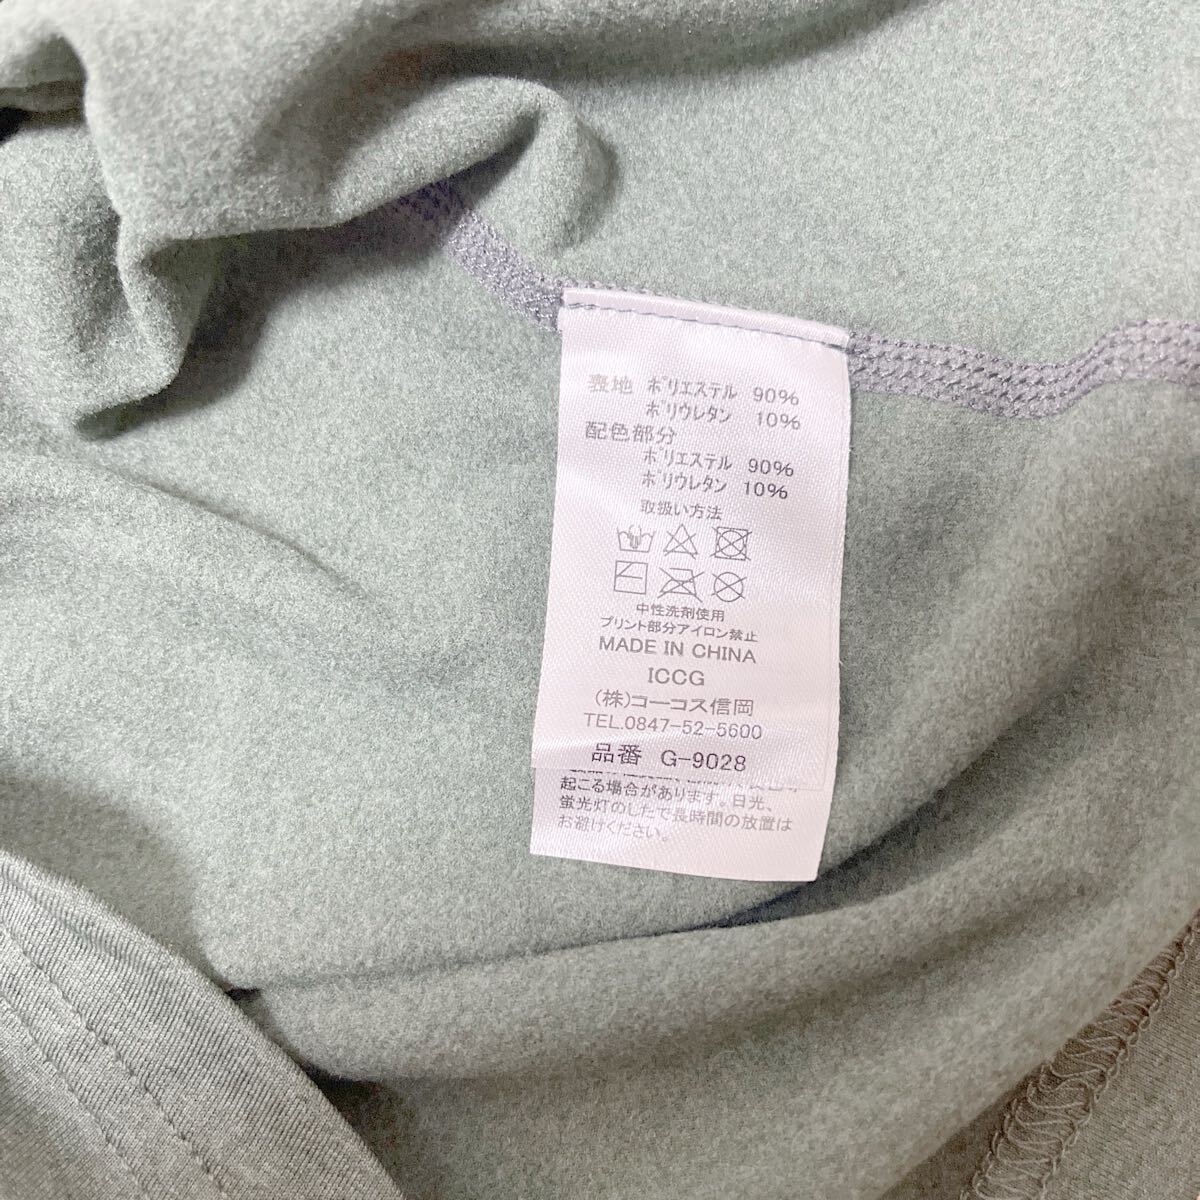 表地 ポリエステル 90%
ポリウレタン 10%
配色部分
ポリエステル 90%
ポリウレタン 10%
取扱い方法
中性洗剤使用
プリント部分アイロン禁止
MADE IN CHINA
ICCG
(株)コーコス信岡
TEL.0847-52-5600
品番 G-9028
起こる場合があります。日光、
蛍光灯のしたで長時間の放置は
お避けください。